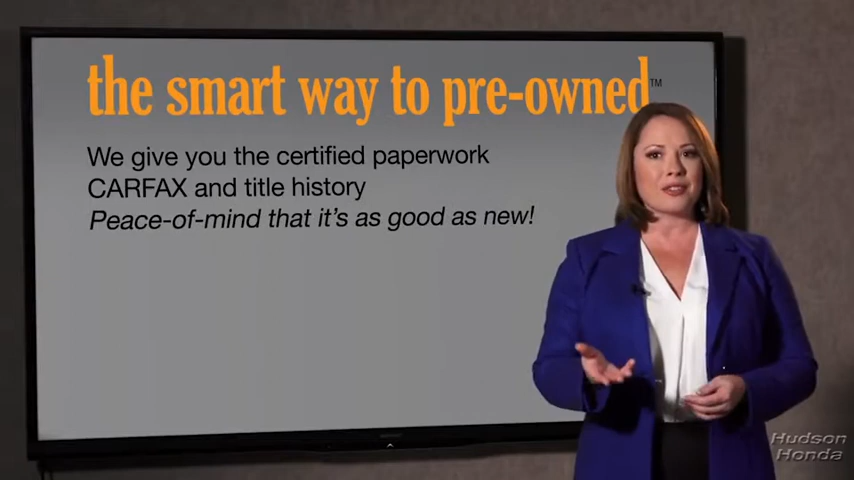 the smart way to pre-owned™
We give you the certified paperwork
CARFAX and title history
Peace-of-mind that it's as good as new!
Hudson
Honda